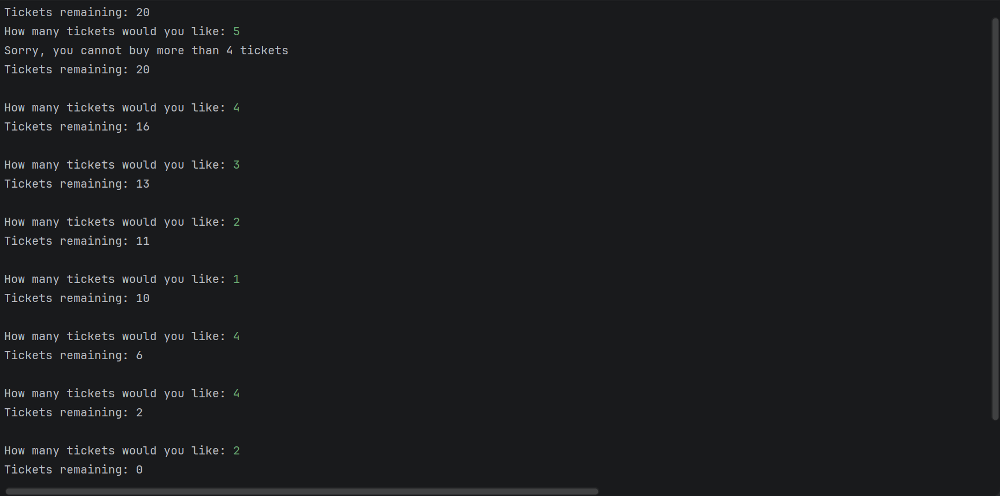 Tickets remaining: 20
How many tickets would you like: 5
Sorry, you cannot buy more than 4 tickets
Tickets remaining: 20
How many tickets would you like: 4
Tickets remaining: 16
How many tickets would you like: 3
Tickets remaining: 13
How many tickets would you like: 2
Tickets remaining: 11
How many tickets would you like: 1
Tickets remaining: 10
How many tickets would you like: 4
Tickets remaining: 6
How many tickets would you like: 4
Tickets remaining: 2
How many tickets would you like: 2
Tickets remaining: 0